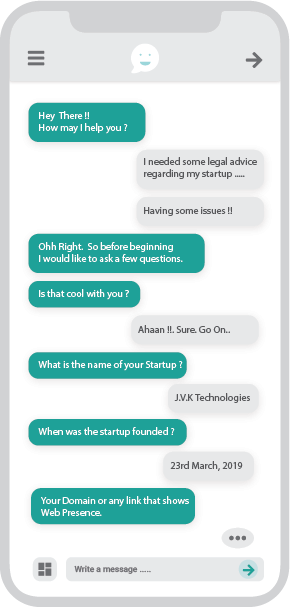 Hey There !!
How may I help you ?
I needed some legal advice
regarding my startup .....
Having some issues !!
Ohh Right. So before beginning
I would like to ask a few questions.
Is that cool with you ?
Ahaan !!. Sure. Go On..
What is the name of your Startup ?
J.V.K Technologies
When was the startup founded ?
23rd March, 2019
Your Domain or any link that shows
Web Presence.
Write a message .....